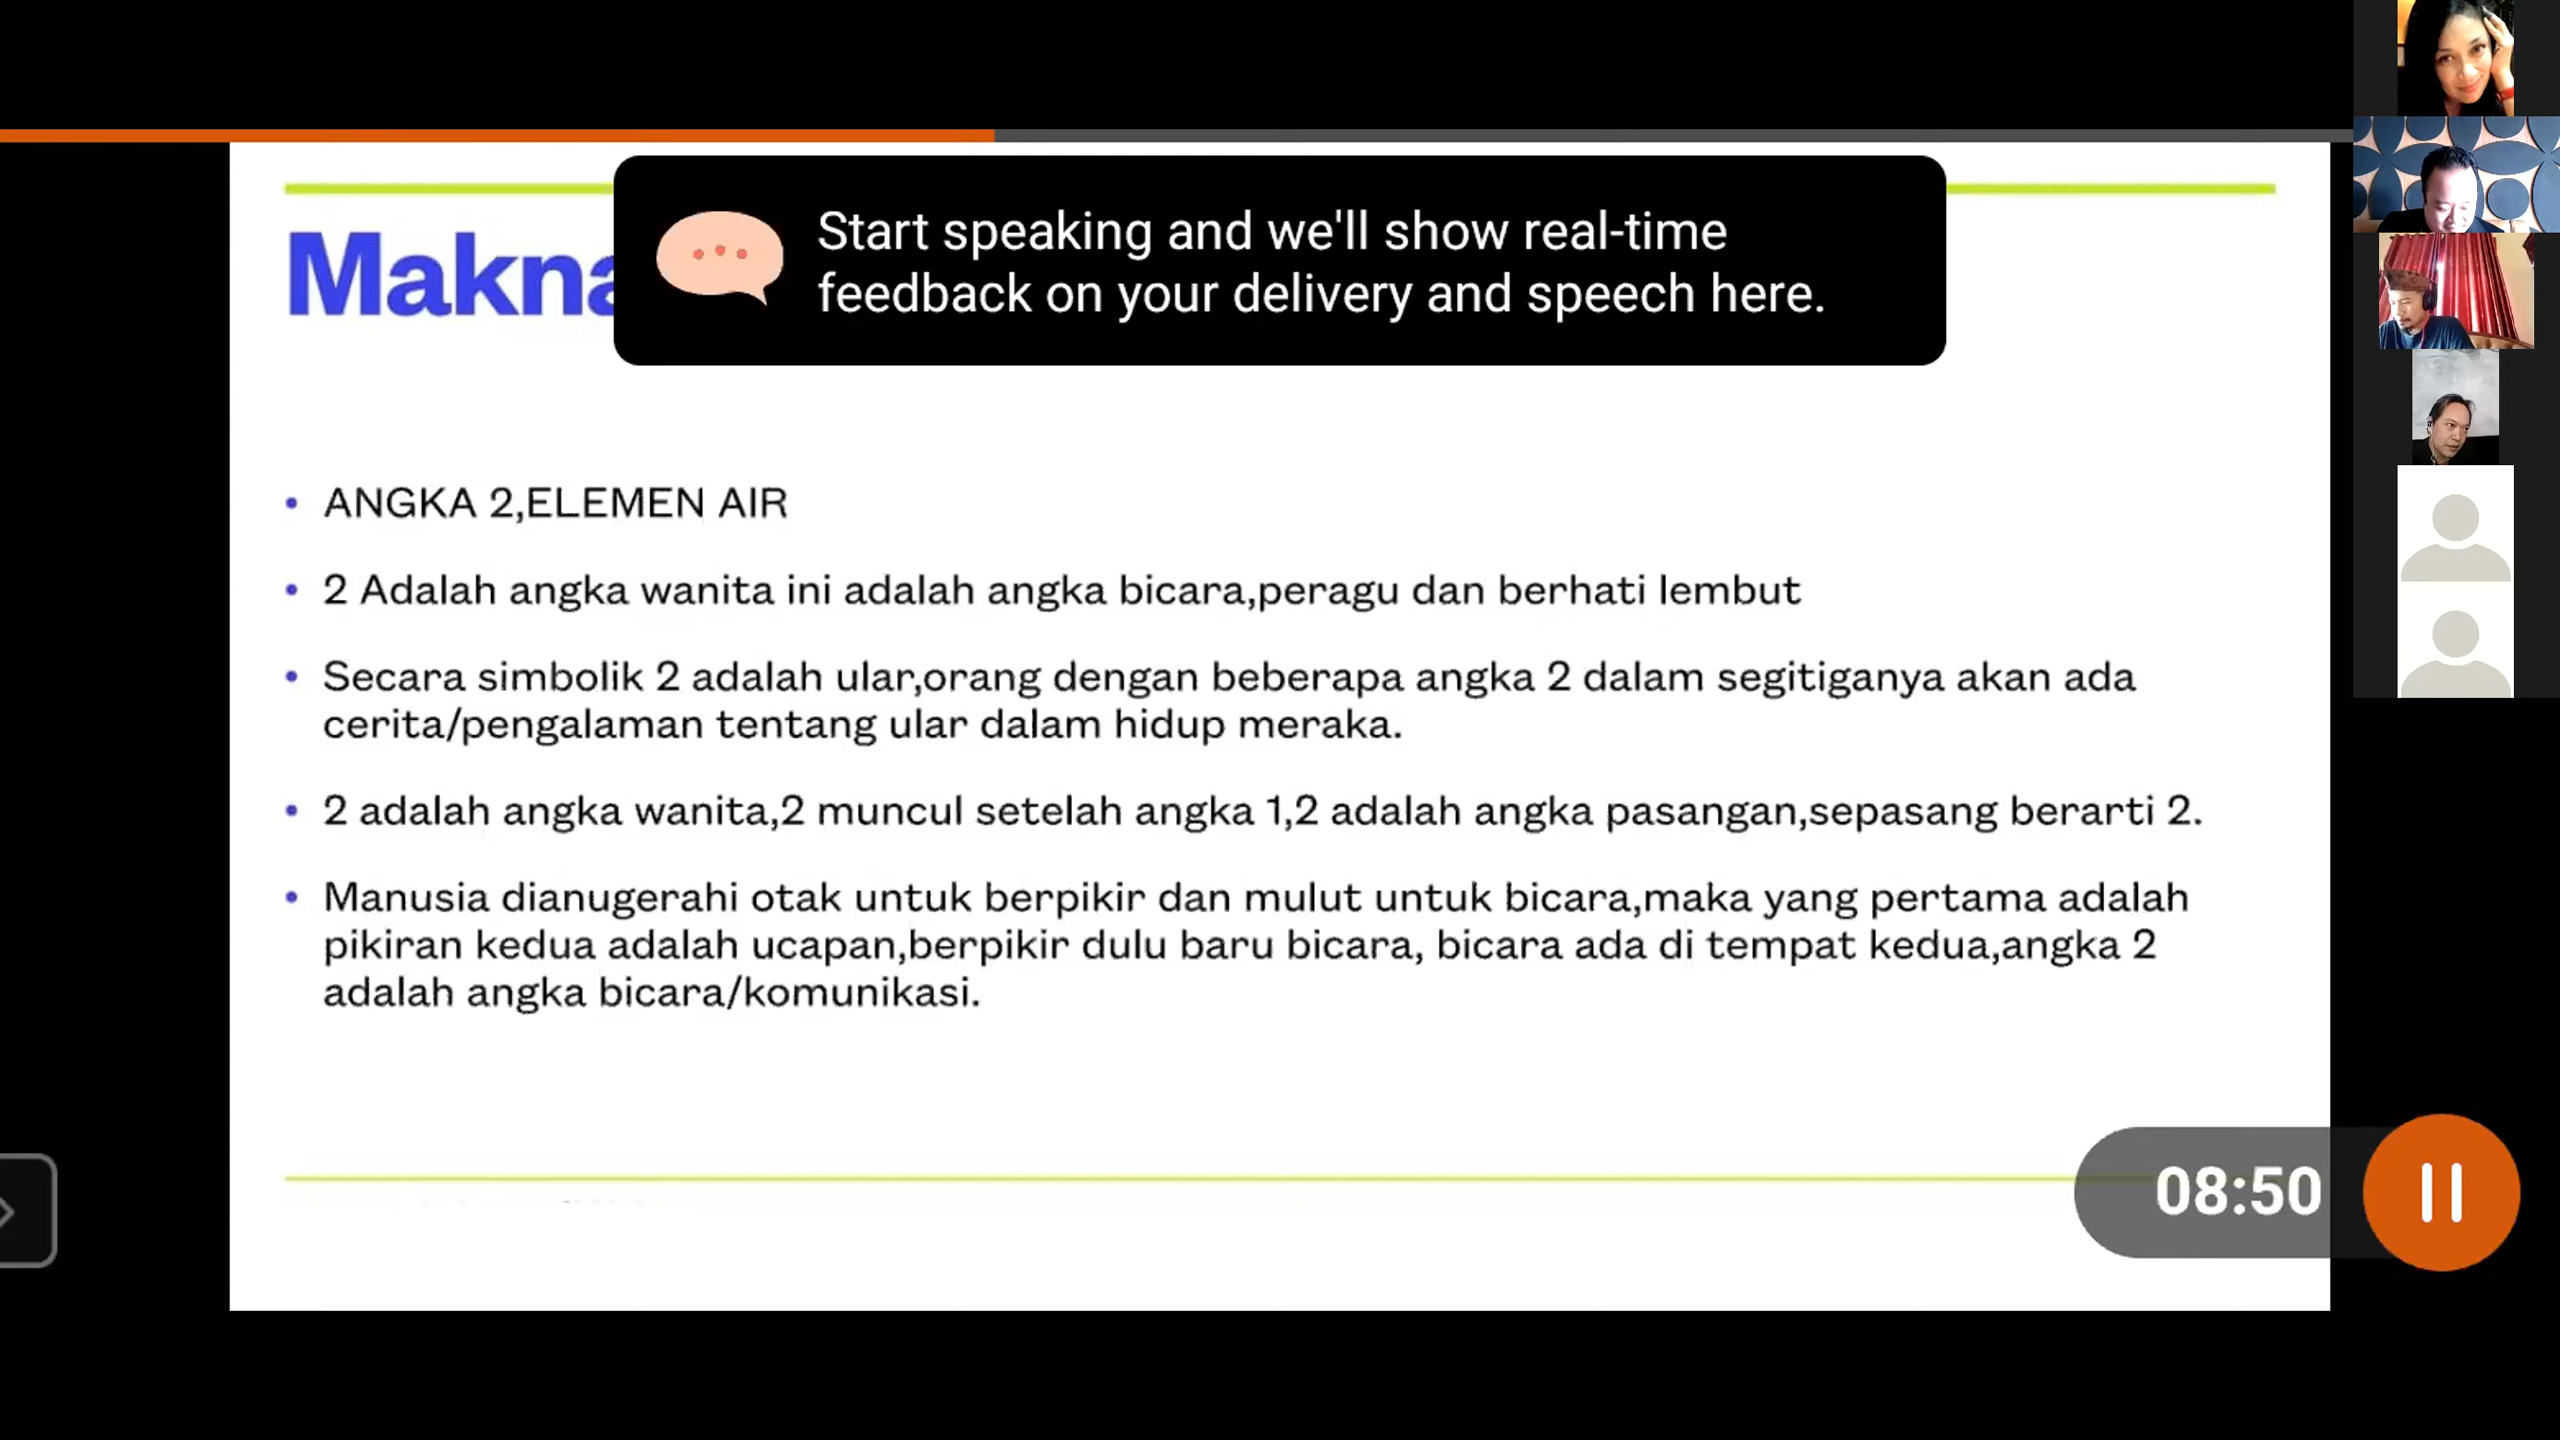 Start speaking and we'll show real-time
feedback on your delivery and speech here.
Makna
• ANGKA 2,ELEMEN AIR
• 2 Adalah angka wanita ini adalah angka bicara,peragu dan berhati lembut
• Secara simbolik 2 adalah ular,orang dengan beberapa angka 2 dalam segitiganya akan ada
cerita/pengalaman tentang ular dalam hidup meraka.
• 2 adalah angka wanita,2 muncul setelah angka 1,2 adalah angka pasangan,sepasang berarti 2.
• Manusia dianugerahi otak untuk berpikir dan mulut untuk bicara,maka yang pertama adalah
pikiran kedua adalah ucapan,berpikir dulu baru bicara, bicara ada di tempat kedua,angka 2
adalah angka bicara/komunikasi.
08:50